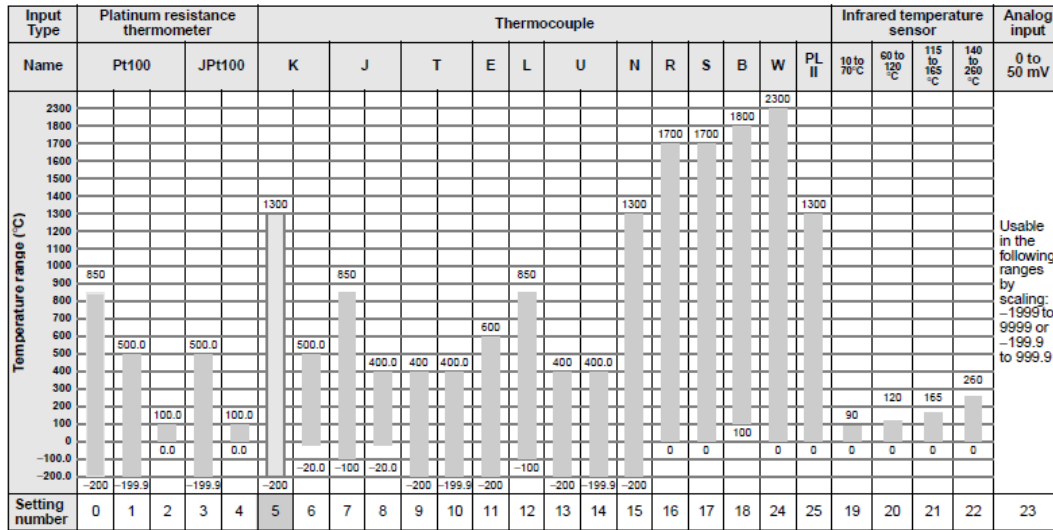 Input Type Platinum resistance thermometer Thermocouple Infrared temperature sensor Analog input
Name Pt100 JPt100 K J T E L U N R S B W PL II 10 to 70°C 60 to 120 °C 115 to 165 °C 140 to 260 °C 0 to 50 mV
Temperature range (°C)
2300
1800
1700
1600
1500
1400
1300
1200
1100
1000
900
800
700
600
500
400
300
200
100
0
−100.0
−200.0
2300
1800
1700 1700
1300 1300 1300
850 850 850
600
500.0 500.0 500.0
400.0 400 400.0 400 400.0
260
120 165
100.0 100.0 90
100
0.0 0.0 0 0 0 0 0 0 0 0
−20.0 −100 −20.0 −100
−200 −199.9 −199.9 −200 −200 −199.9 −200 −200 −199.9 −200
Usable
in the
following
ranges
by
scaling:
−1999 to
9999 or
−199.9
to 999.9
Setting number 0 1 2 3 4 5 6 7 8 9 10 11 12 13 14 15 16 17 18 24 25 19 20 21 22 23